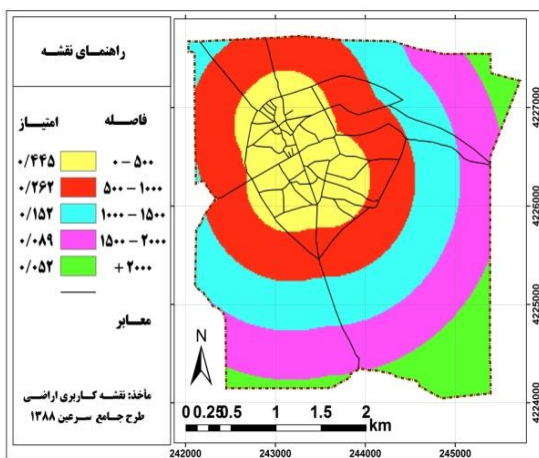 راهنمای نقشه
فاصله امتیاز
۰ - ۵۰۰ ۰/۴۴۵
۵۰۰ - ۱۰۰۰ ۰/۲۶۲
۱۰۰۰ - ۱۵۰۰ ۰/۱۵۲
۱۵۰۰ - ۲۰۰۰ ۰/۰۸۹
+۲۰۰۰ ۰/۰۵۲
معابر
مأخذ: نقشه کاربری اراضی
طرح جامع سرعین ۱۳۸۸
N
0 0.25 0.5 1 1.5 2
km
242000 243000 244000 245000
4227000
4226000
4225000
4224000